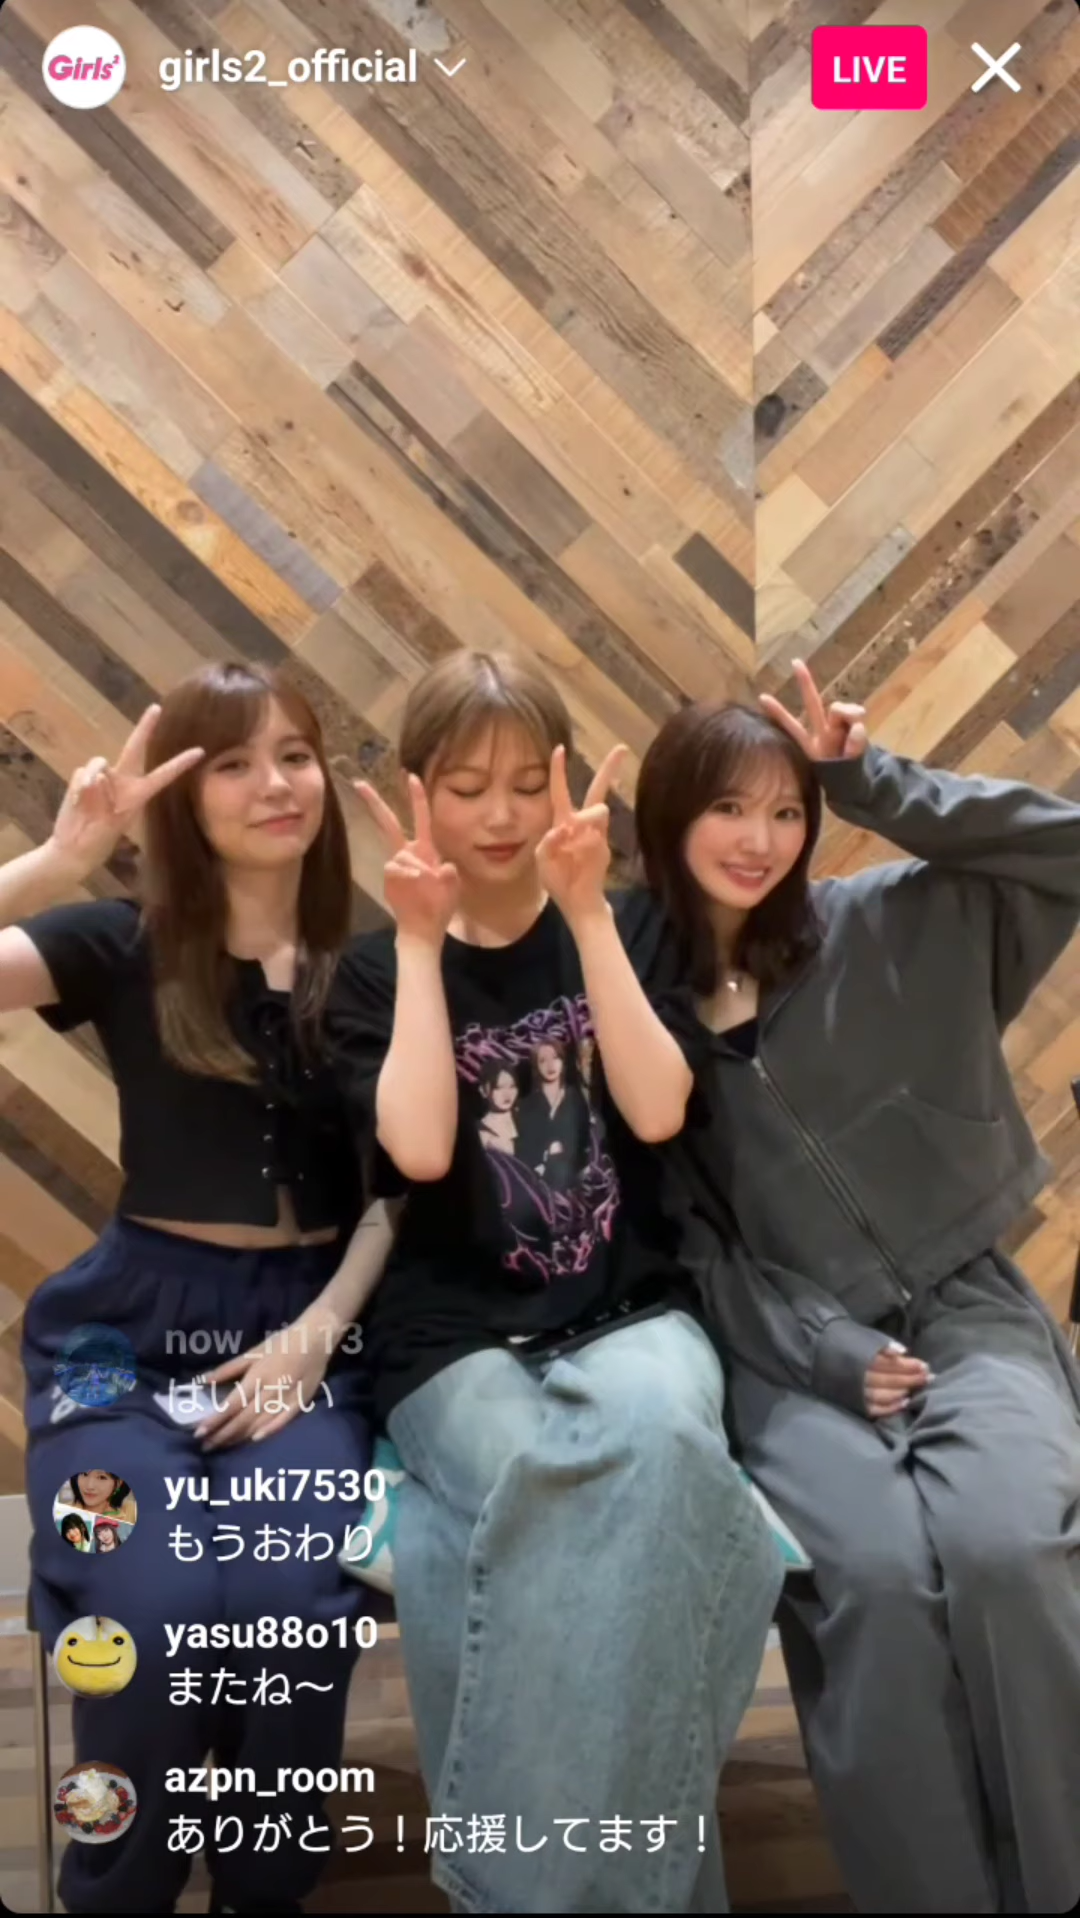 Girls²
girls2_official
LIVE
now_ri113
ばいばい
yu_uki7530
もうおわり
yasu88o10
またね〜
azpn_room
ありがとう！応援してます！